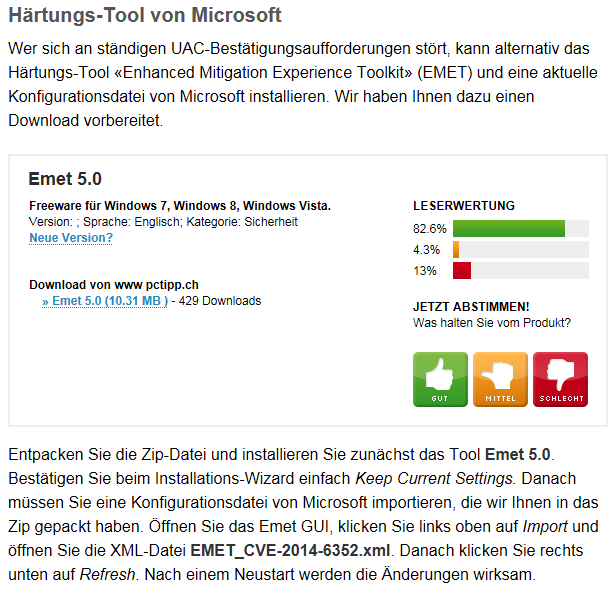 Härtungs-Tool von Microsoft
Wer sich an ständigen UAC-Bestätigungsaufforderungen stört, kann alternativ das
Härtungs-Tool «Enhanced Mitigation Experience Toolkit» (EMET) und eine aktuelle
Konfigurationsdatei von Microsoft installieren. Wir haben Ihnen dazu einen
Download vorbereitet.
Emet 5.0
Freeware für Windows 7, Windows 8, Windows Vista.
Version: ; Sprache: Englisch; Kategorie: Sicherheit
Neue Version?
Download von www pctipp.ch
» Emet 5.0 (10.31 MB ) - 429 Downloads
LESERWERTUNG
82.6%
4.3%
13%
JETZT ABSTIMMEN!
Was halten Sie vom Produkt?
GUT MITTEL SCHLECHT
Entpacken Sie die Zip-Datei und installieren Sie zunächst das Tool Emet 5.0.
Bestätigen Sie beim Installations-Wizard einfach Keep Current Settings. Danach
müssen Sie eine Konfigurationsdatei von Microsoft importieren, die wir Ihnen in das
Zip gepackt haben. Öffnen Sie das Emet GUI, klicken Sie links oben auf Import und
öffnen Sie die XML-Datei EMET_CVE-2014-6352.xml. Danach klicken Sie rechts
unten auf Refresh. Nach einem Neustart werden die Änderungen wirksam.